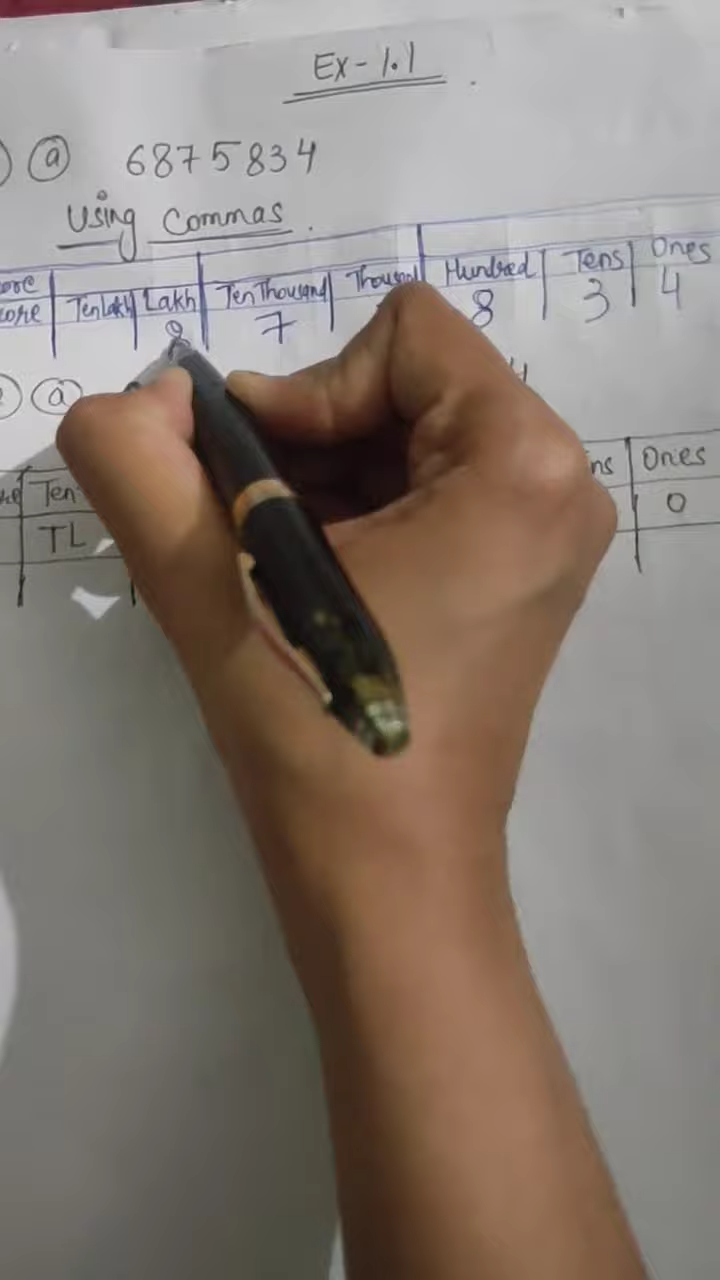 Ex - 1.1
(a) 6875834
Using Commas.
Ten Lakh Lakh Ten Thousand Thousand Hundred Tens Ones
8 7 8 3 4
(a)
Ten Ones
TL 0